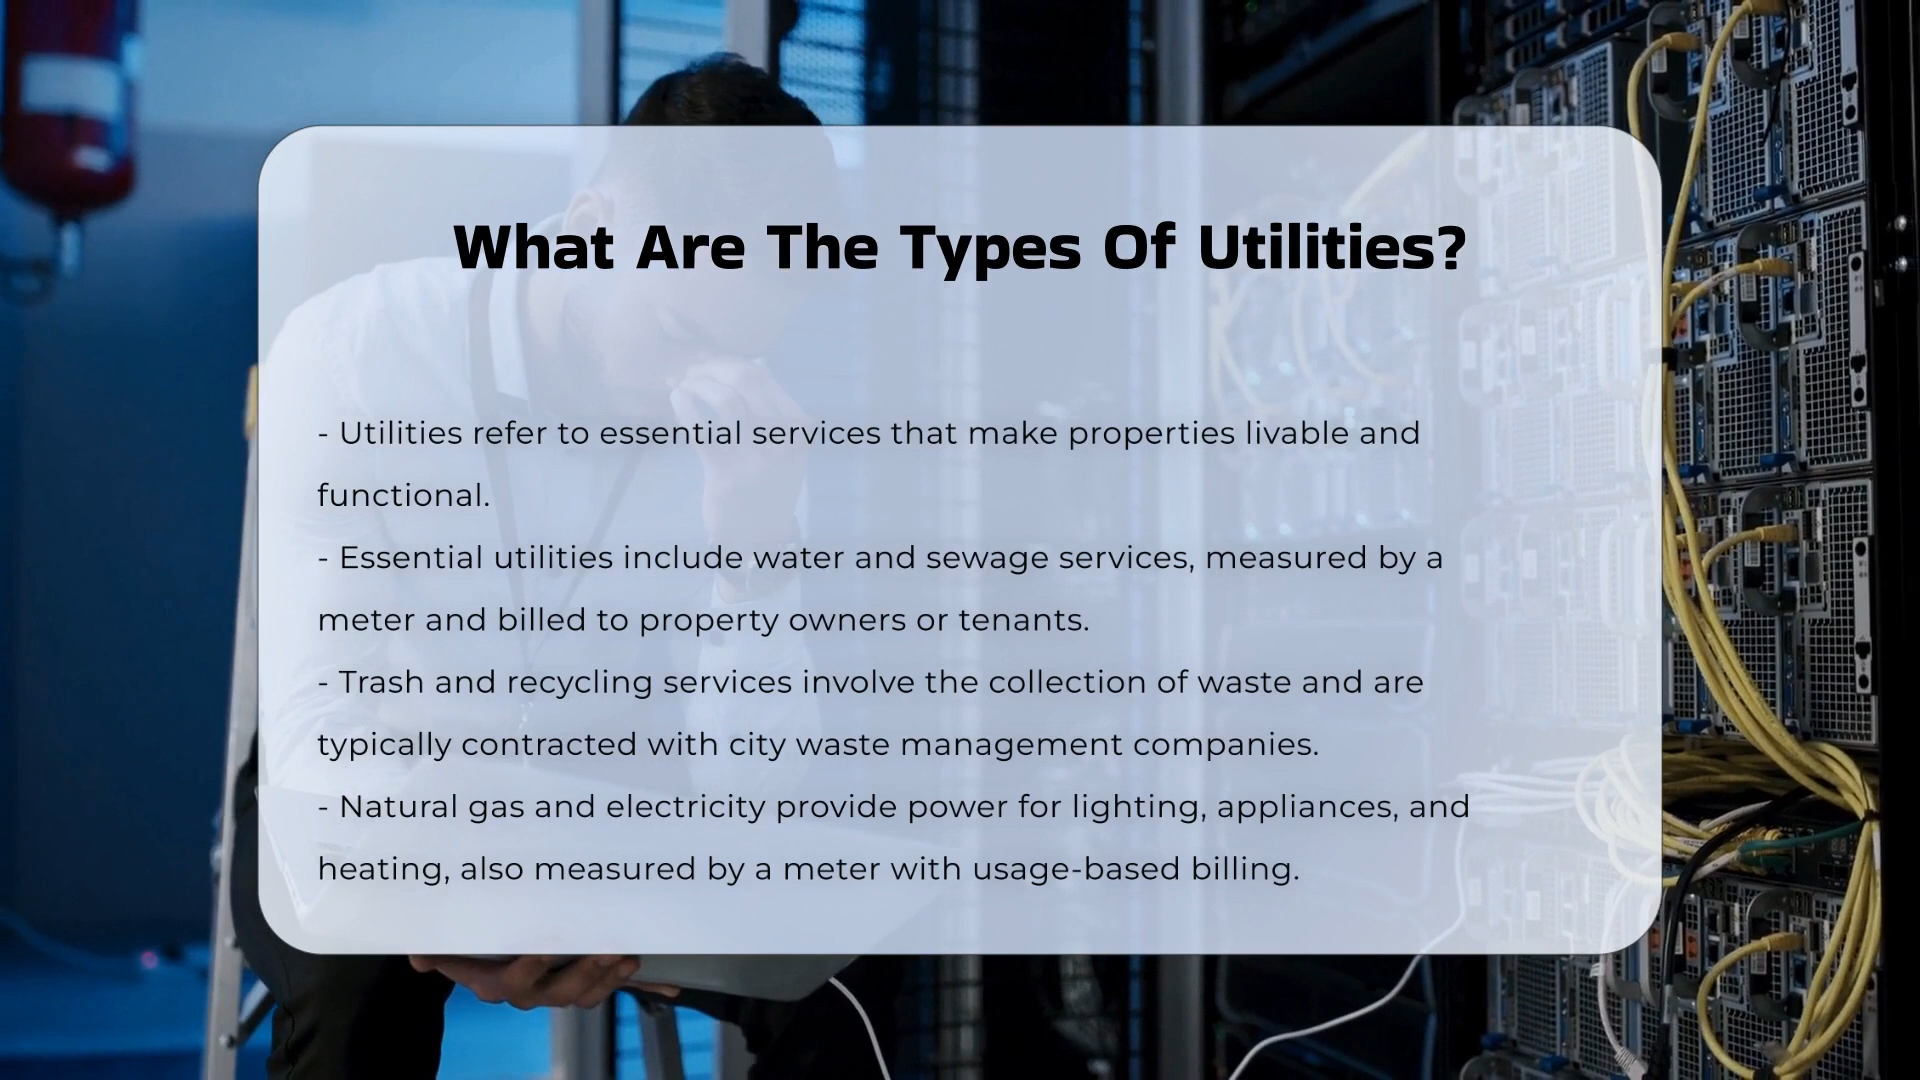 What Are The Types Of Utilities?
- Utilities refer to essential services that make properties livable and
functional.
- Essential utilities include water and sewage services, measured by a
meter and billed to property owners or tenants.
- Trash and recycling services involve the collection of waste and are
typically contracted with city waste management companies.
- Natural gas and electricity provide power for lighting, appliances, and
heating, also measured by a meter with usage-based billing.